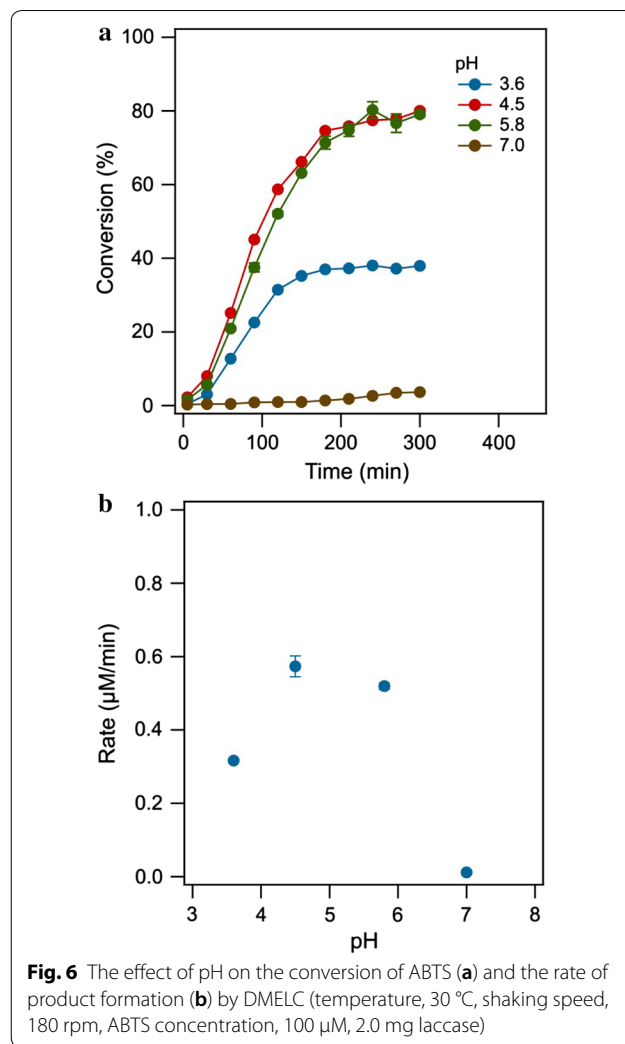 a
100
80
60
40
20
0
Conversion (%)
pH
3.6
4.5
5.8
7.0
0 100 200 300 400
Time (min)
b
1.0
0.8
0.6
0.4
0.2
0.0
Rate (µM/min)
3 4 5 6 7 8
pH
Fig. 6 The effect of pH on the conversion of ABTS (a) and the rate of
product formation (b) by DMELC (temperature, 30 °C, shaking speed,
180 rpm, ABTS concentration, 100 µM, 2.0 mg laccase)